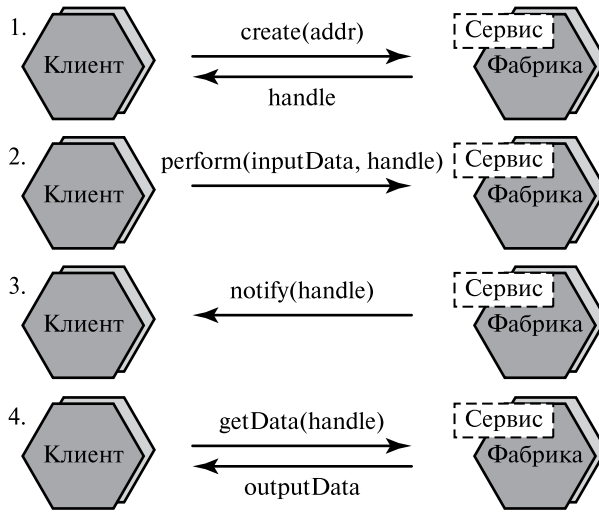 1.
Клиент
create(addr)
handle
Сервис
Фабрика
2.
Клиент
perform(inputData, handle)
Сервис
Фабрика
3.
Клиент
notify(handle)
Сервис
Фабрика
4.
Клиент
getData(handle)
outputData
Сервис
Фабрика